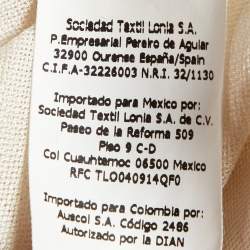 Sociedad Textil Lonia S.A.
P.Empresarial Pereiro de Aguiar
32900 Ourense España/Spain
C.I.F.A-32226003 N.R.I. 32/1130
Importado para Mexico por:
Sociedad Textil Lonia S.A. de C.V.
Paseo de la Reforma 509
Piso 9 C-D
Col Cuauhtemoc 06500 Mexico
RFC TLO040914QF0
Importado para Colombia por:
Auscol S.A. Código 2486
Autorizado por la DIAN